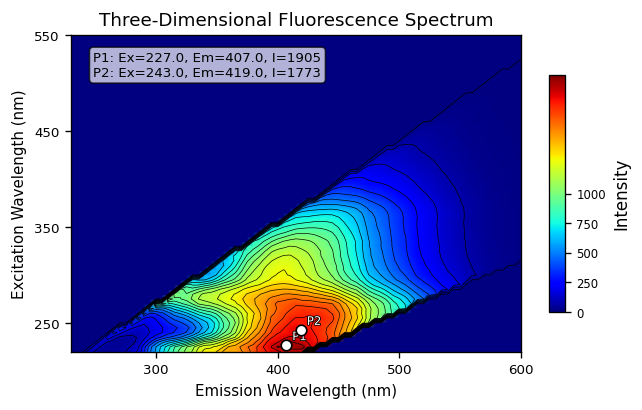 Three-Dimensional Fluorescence Spectrum
P1: Ex=227.0, Em=407.0, I=1905
P2: Ex=243.0, Em=419.0, I=1773
550
450
350
250
Excitation Wavelength (nm)
P2
P1
300
400
500
600
Emission Wavelength (nm)
1000
750
500
250
0
Intensity